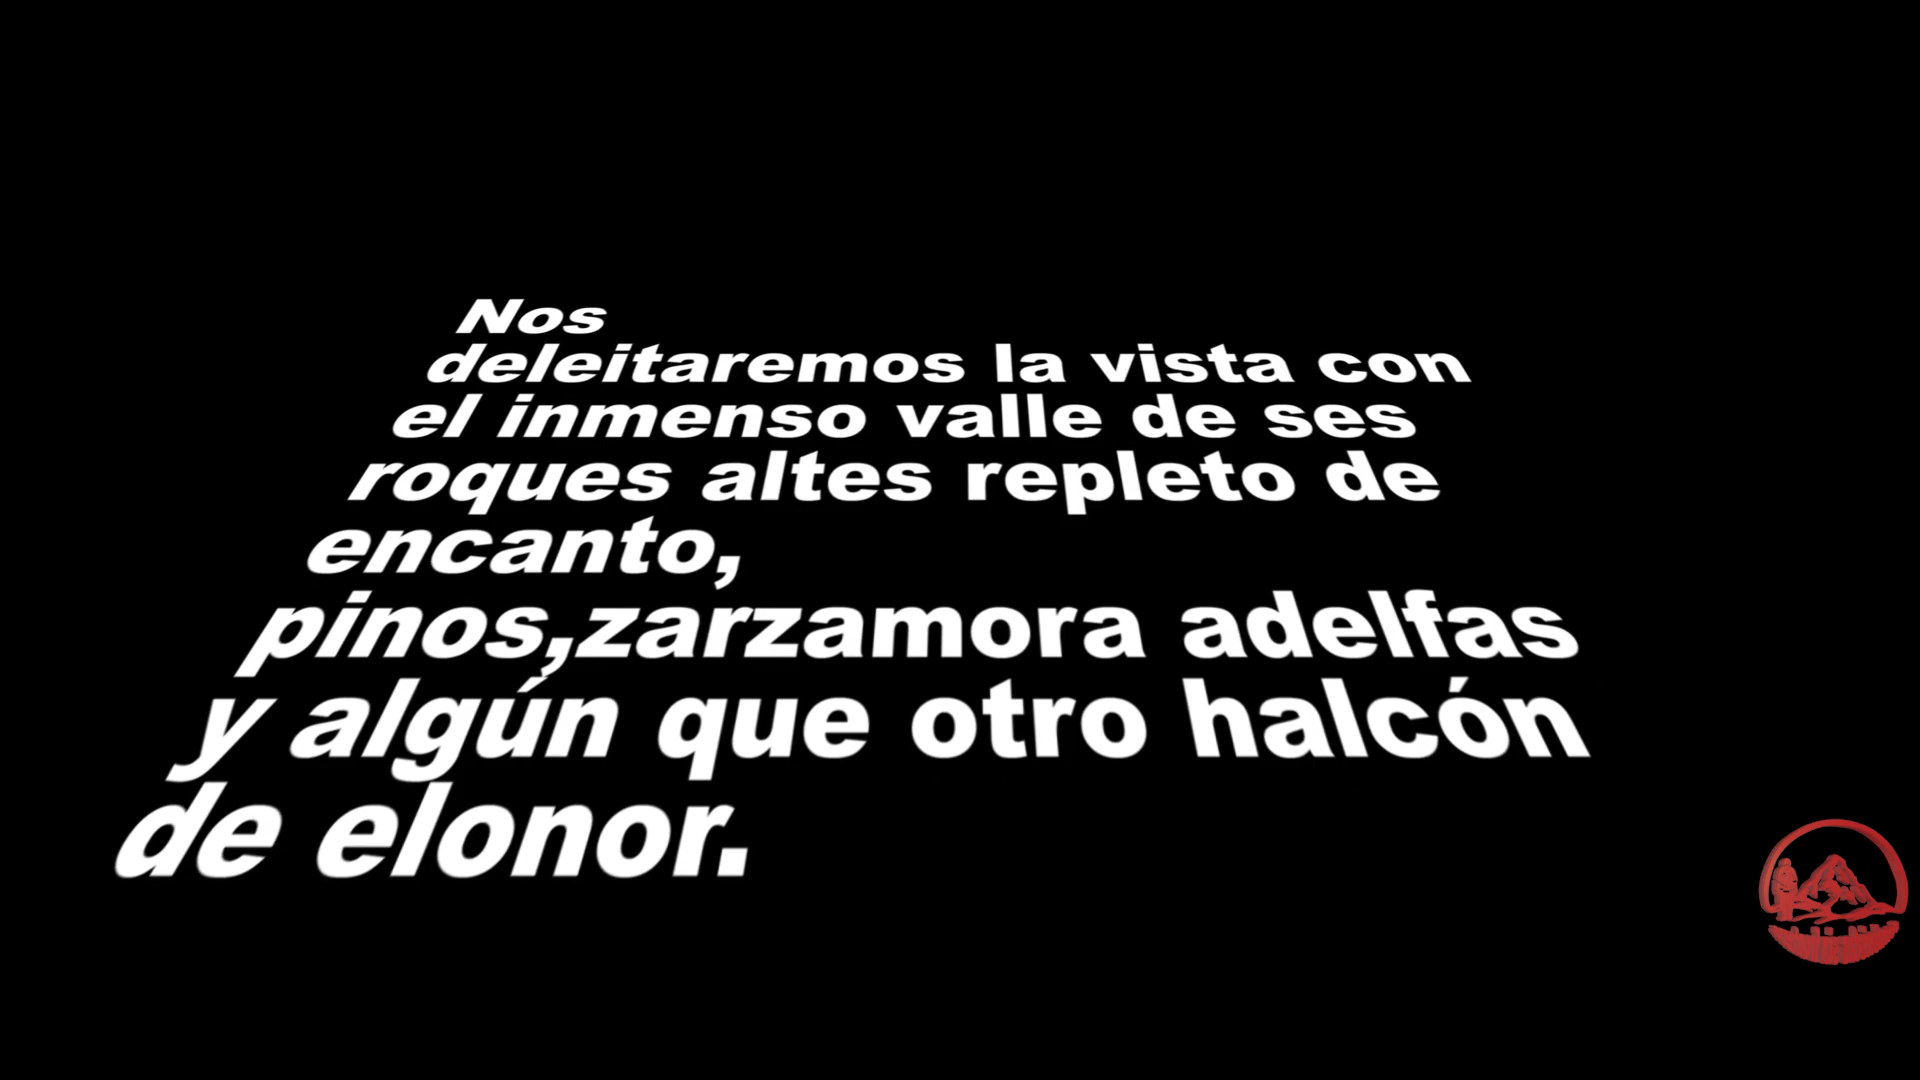 Nos
deleitaremos la vista con
el inmenso valle de ses
roques altes repleto de
encanto,
pinos,zarzamora adelfas
y algún que otro halcón
de elonor.